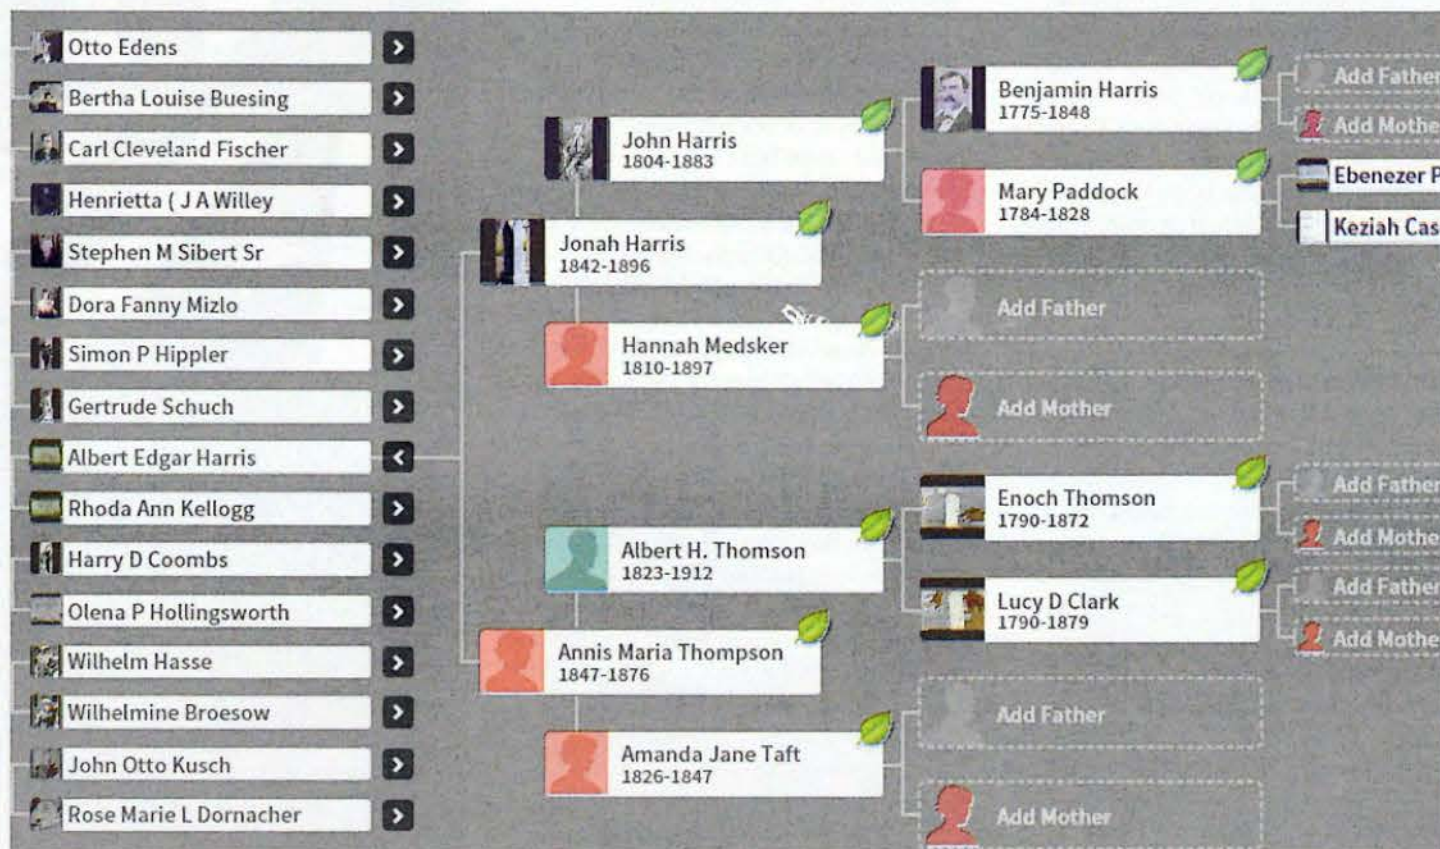 Otto Edens
Bertha Louise Buesing
Carl Cleveland Fischer
Henrietta ( J A Willey
Stephen M Sibert Sr
Dora Fanny Mizlo
Simon P Hippler
Gertrude Schuch
Albert Edgar Harris
Rhoda Ann Kellogg
Harry D Coombs
Olena P Hollingsworth
Wilhelm Hasse
Wilhelmine Broesow
John Otto Kusch
Rose Marie L Dornacher
Jonah Harris
1842-1896
Annis Maria Thompson
1847-1876
John Harris
1804-1883
Hannah Medsker
1810-1897
Albert H. Thomson
1823-1912
Amanda Jane Taft
1826-1847
Benjamin Harris
1775-1848
Mary Paddock
1784-1828
Add Father
Add Mother
Enoch Thomson
1790-1872
Lucy D Clark
1790-1879
Add Father
Add Mother
Add Father
Add Mothe
Ebenezer P
Keziah Cas
Add Father
Add Mothe
Add Father
Add Mothe